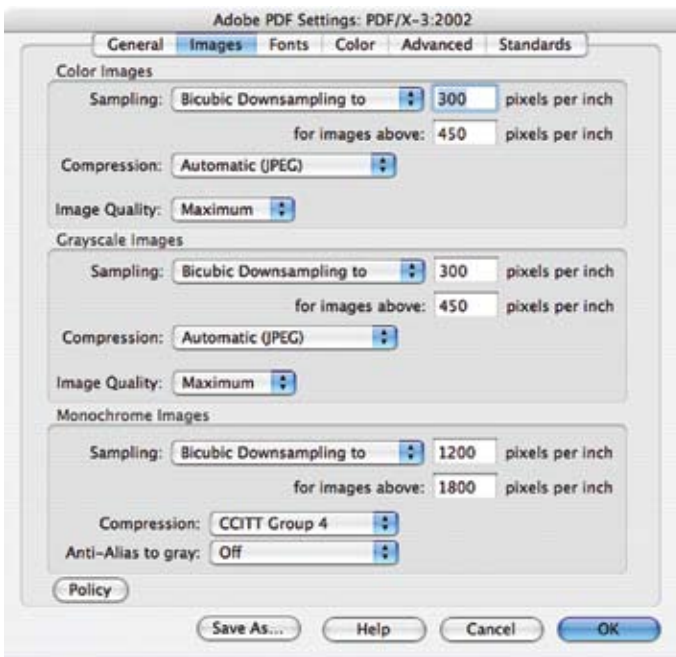 Adobe PDF Settings: PDF/X-3:2002
General Images Fonts Color Advanced Standards
Color Images
Sampling: Bicubic Downsampling to 300 pixels per inch
for images above: 450 pixels per inch
Compression: Automatic (JPEG)
Image Quality: Maximum
Grayscale Images
Sampling: Bicubic Downsampling to 300 pixels per inch
for images above: 450 pixels per inch
Compression: Automatic (JPEG)
Image Quality: Maximum
Monochrome Images
Sampling: Bicubic Downsampling to 1200 pixels per inch
for images above: 1800 pixels per inch
Compression: CCITT Group 4
Anti-Alias to gray: Off
Policy
Save As... Help Cancel OK